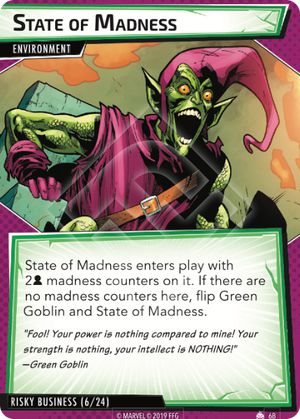 STATE OF MADNESS
ENVIRONMENT
State of Madness enters play with
2 madness counters on it. If there are
no madness counters here, flip Green
Goblin and State of Madness.
"Fool! Your power is nothing compared to mine! Your
strength is nothing, your intellect is NOTHING!"
—Green Goblin
RISKY BUSINESS (6/24)
© MARVEL © 2019 FFG
6B